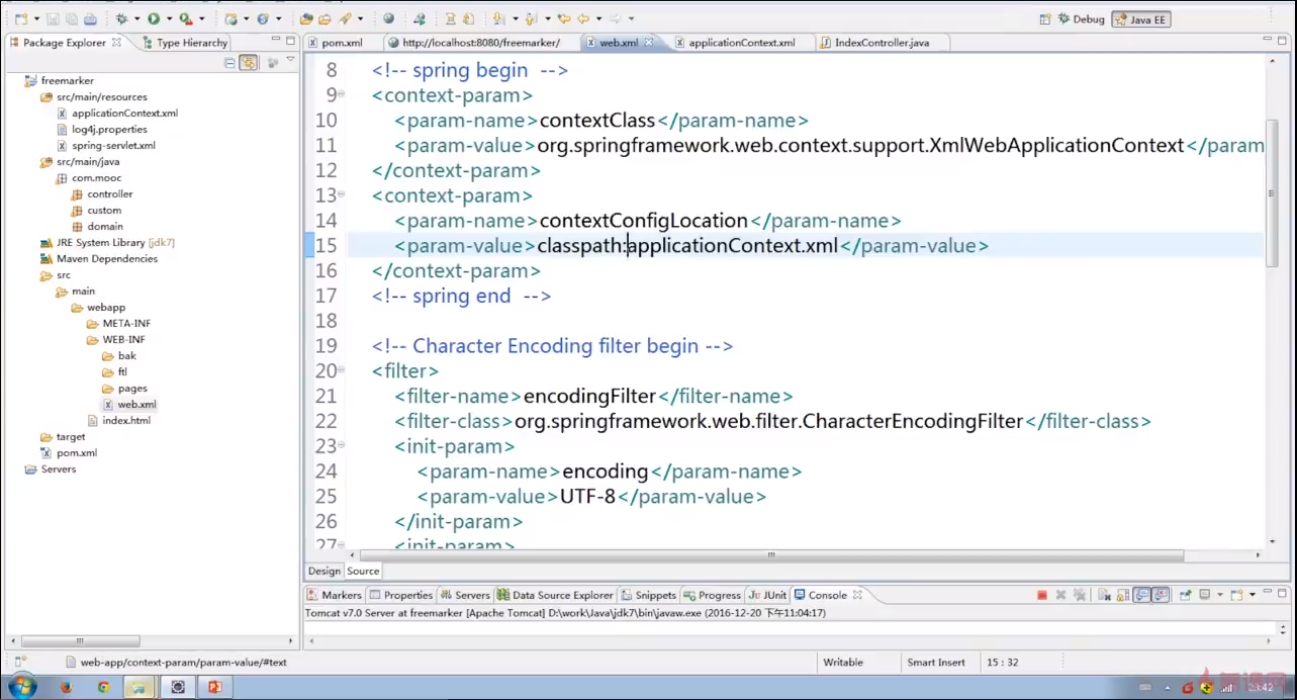 Debug Java EE
Package Explorer Type Hierarchy
pom.xml http://localhost:8080/freemarker/ web.xml applicationContext.xml IndexController.java
freemarker
src/main/resources
applicationContext.xml
log4j.properties
spring-servlet.xml
src/main/java
com.mooc
controller
custom
domain
JRE System Library [jdk7]
Maven Dependencies
src
main
webapp
META-INF
WEB-INF
bak
ftl
pages
web.xml
index.html
target
pom.xml
Servers
8 <!-- spring begin -->
9 <context-param>
10 <param-name>contextClass</param-name>
11 <param-value>org.springframework.web.context.support.XmlWebApplicationContext</param
12 </context-param>
13 <context-param>
14 <param-name>contextConfigLocation</param-name>
15 <param-value>classpath:applicationContext.xml</param-value>
16 </context-param>
17 <!-- spring end -->
18
19 <!-- Character Encoding filter begin -->
20 <filter>
21 <filter-name>encodingFilter</filter-name>
22 <filter-class>org.springframework.web.filter.CharacterEncodingFilter</filter-class>
23 <init-param>
24 <param-name>encoding</param-name>
25 <param-value>UTF-8</param-value>
26 </init-param>
27 <init-param>
Design Source
Markers Properties Servers Data Source Explorer Snippets Progress JUnit Console
Tomcat v7.0 Server at freemarker [Apache Tomcat] D:\work\Java\jdk7\bin\javaw.exe (2016-12-20 下午11:04:17)
web-app/context-param/param-value/#text Writable Smart Insert 15 : 32
23:42